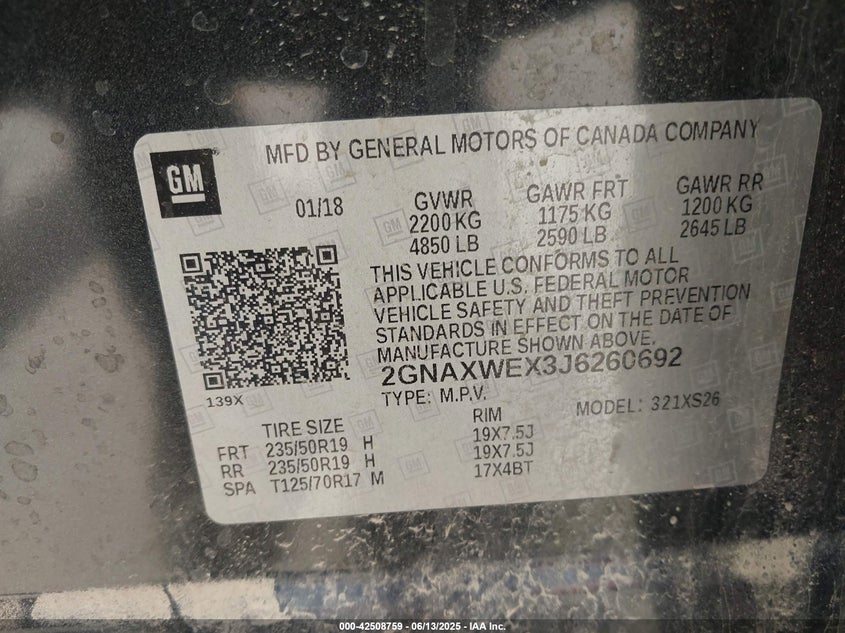 MFD BY GENERAL MOTORS OF CANADA COMPANY
GM
01/18
GVWR
2200 KG
4850 LB
GAWR FRT
1175 KG
2590 LB
GAWR RR
1200 KG
2645 LB
THIS VEHICLE CONFORMS TO ALL
APPLICABLE U.S. FEDERAL MOTOR
VEHICLE SAFETY AND THEFT PREVENTION
STANDARDS IN EFFECT ON THE DATE OF
MANUFACTURE SHOWN ABOVE.
2GNAXWEX3J6260692
139X
TYPE: M.P.V. MODEL: 321XS26
TIRE SIZE RIM
FRT 235/50R19 H 19X7.5J
RR 235/50R19 H 19X7.5J
SPA T125/70R17 M 17X4BT
000-42508759 - 06/13/2025 - IAA Inc.